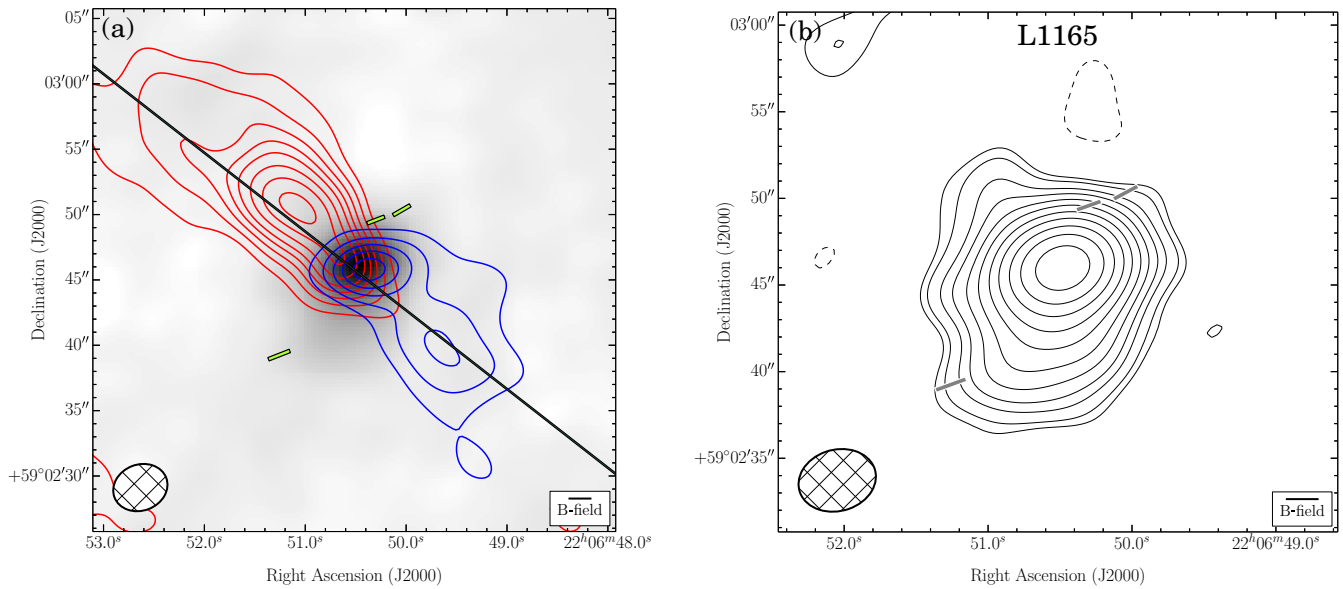 (a)
05″
03′00″
55″
50″
45″
40″
35″
+59°02′30″
Declination (J2000)
B-field
53.0ˢ 52.0ˢ 51.0ˢ 50.0ˢ 49.0ˢ 22ʰ06ᵐ48.0ˢ
Right Ascension (J2000)
(b)
L1165
03′00″
55″
50″
45″
40″
+59°02′35″
Declination (J2000)
B-field
52.0ˢ 51.0ˢ 50.0ˢ 22ʰ06ᵐ49.0ˢ
Right Ascension (J2000)